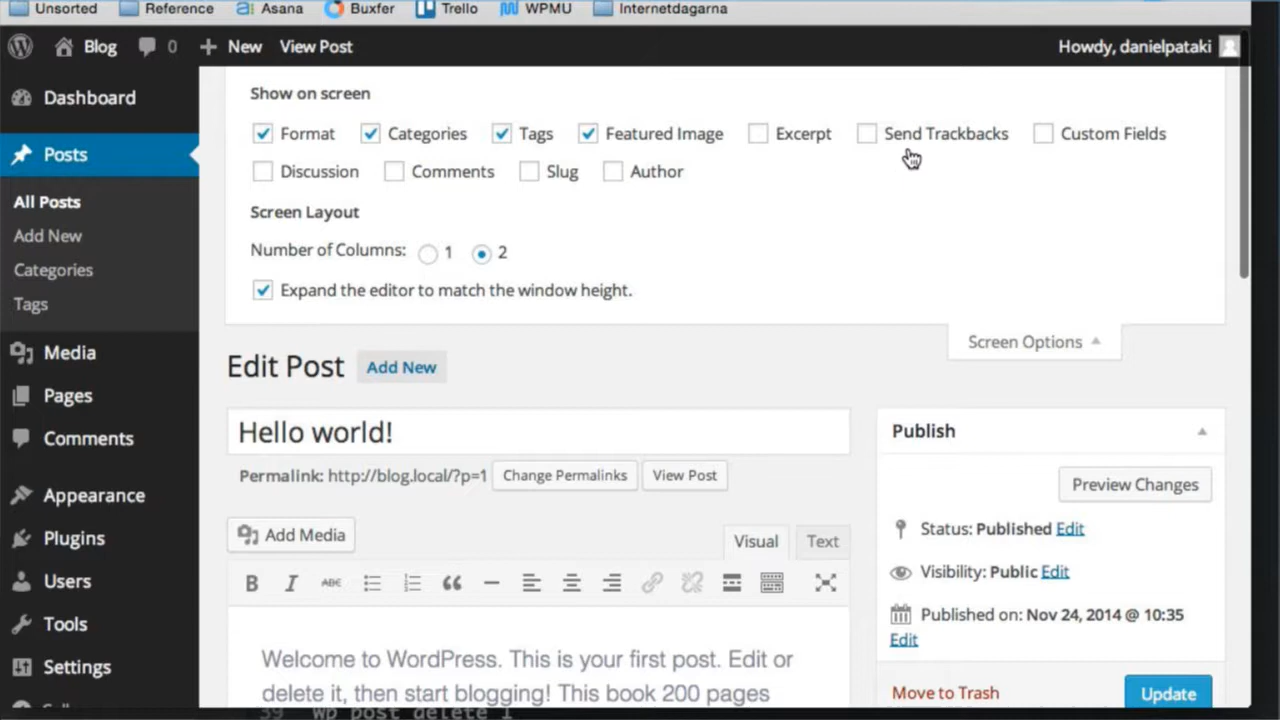 Unsorted Reference Asana Buxfer Trello WPMU Internetdagarna
Blog 0 New View Post Howdy, danielpataki
Dashboard
Posts
All Posts
Add New
Categories
Tags
Media
Pages
Comments
Appearance
Plugins
Users
Tools
Settings
Show on screen
Format Categories Tags Featured Image Excerpt Send Trackbacks Custom Fields
Discussion Comments Slug Author
Screen Layout
Number of Columns: 1 2
Expand the editor to match the window height.
Screen Options
Edit Post Add New
Hello world!
Permalink: http://blog.local/?p=1 Change Permalinks View Post
Add Media
Visual Text
B I ABC
Welcome to WordPress. This is your first post. Edit or
delete it, then start blogging! This book 200 pages
Publish
Preview Changes
Status: Published Edit
Visibility: Public Edit
Published on: Nov 24, 2014 @ 10:35
Edit
Move to Trash Update
39 wp post delete 1